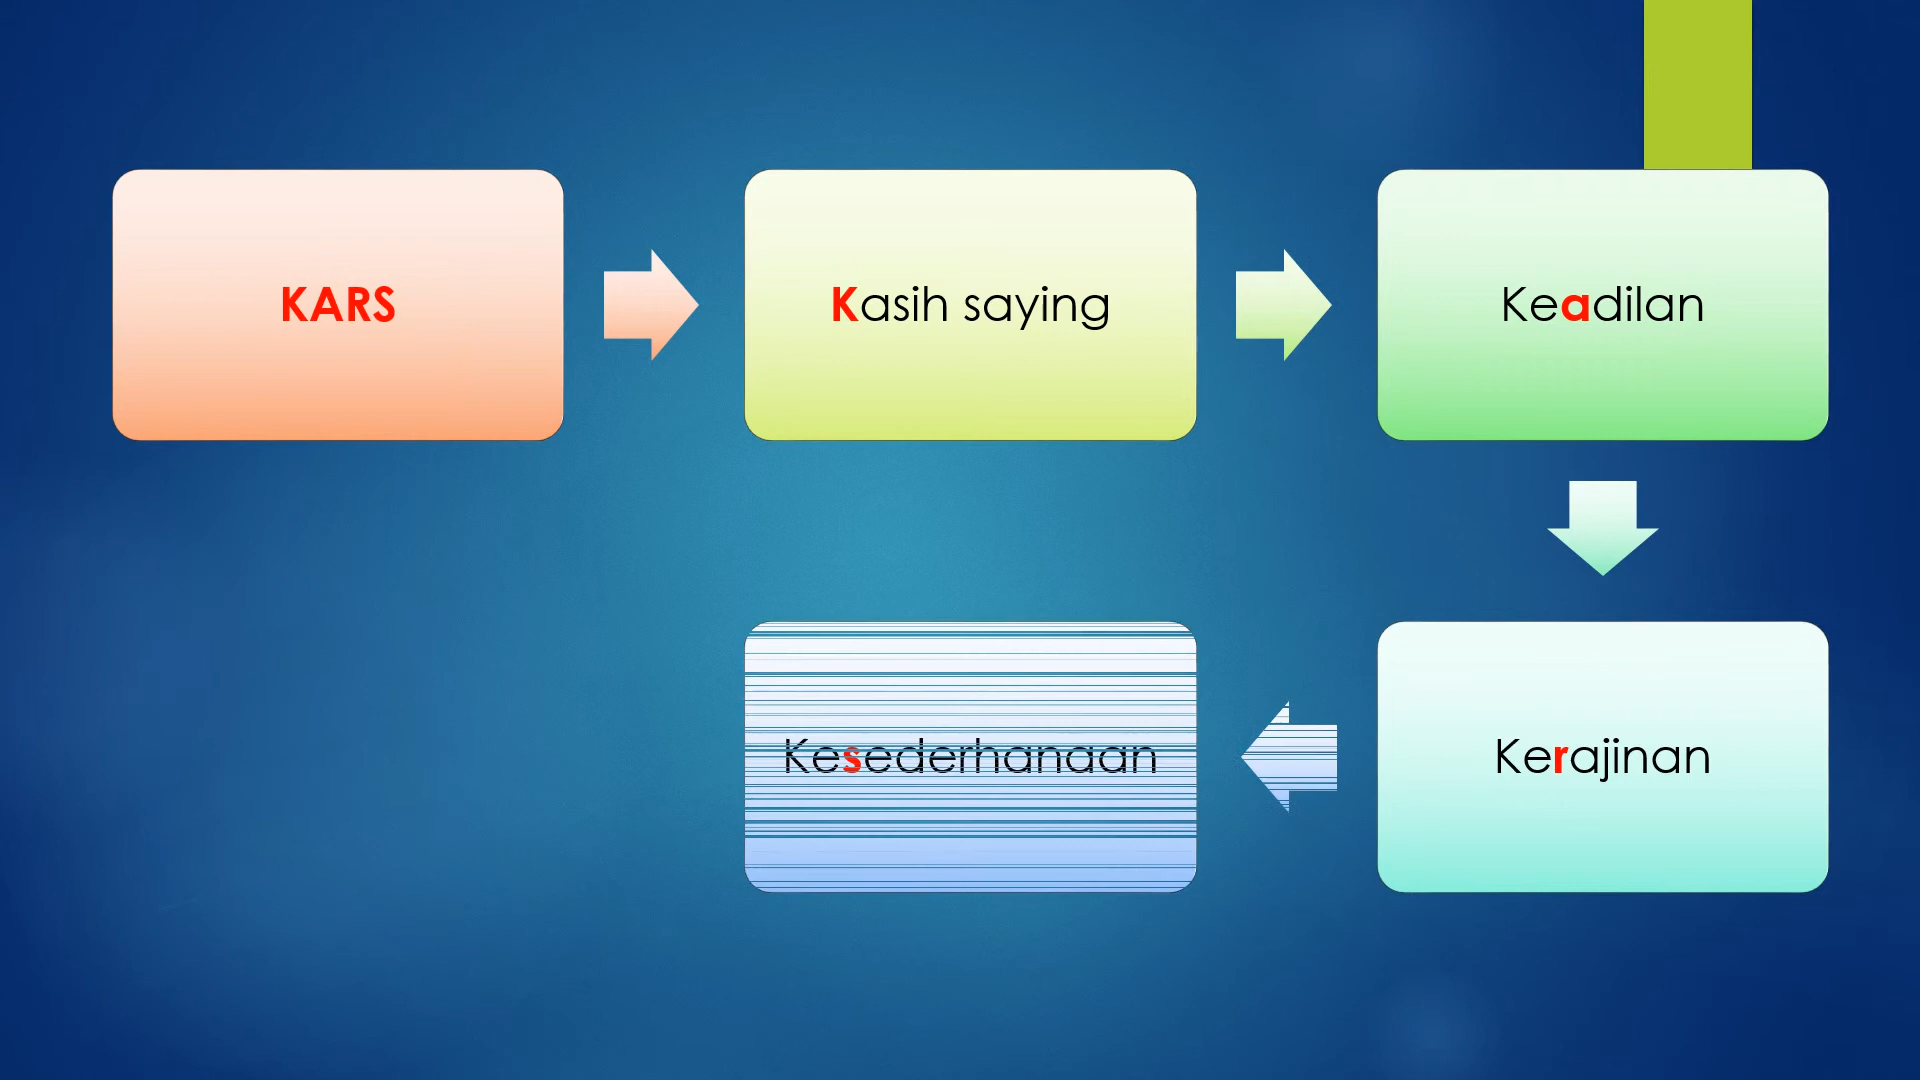 KARS
Kasih saying
Keadilan
Kerajinan
Kesederhanaan